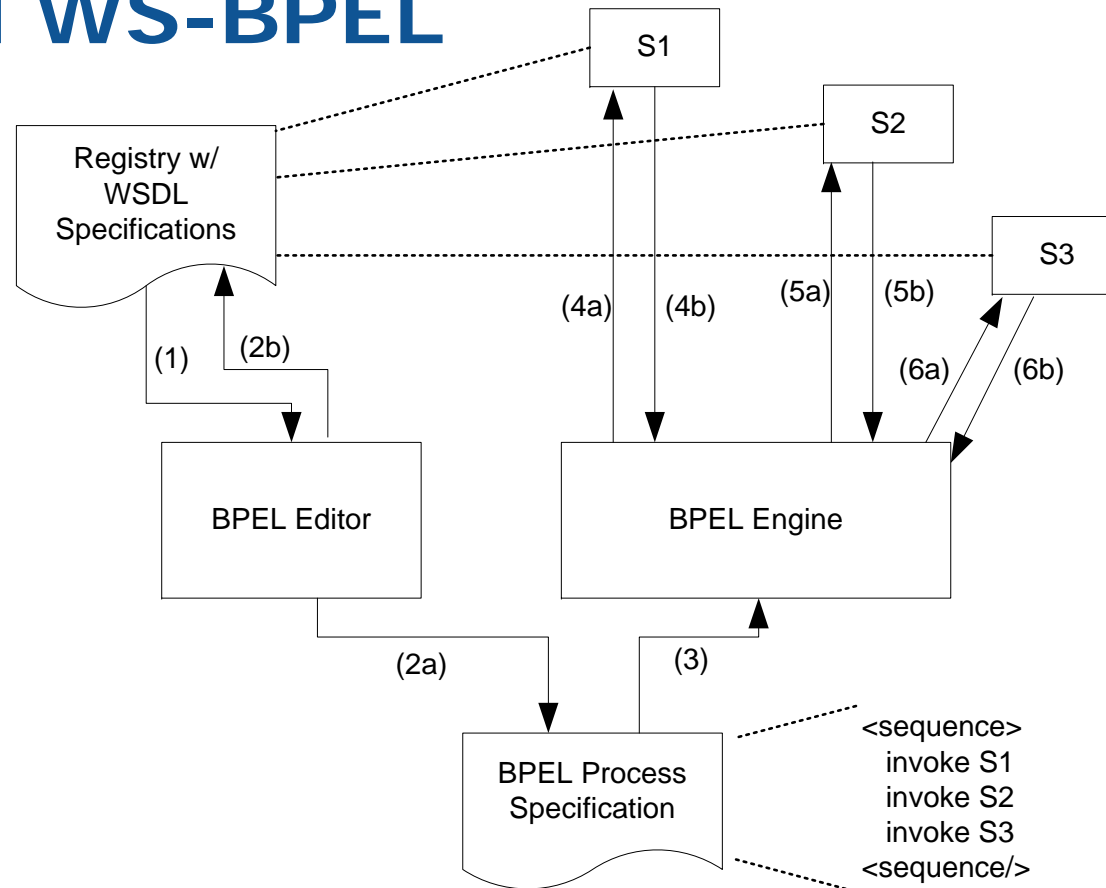 WS-BPEL
S1
S2
Registry w/
WSDL
Specifications
S3
(4a)
(4b)
(5a)
(5b)
(1)
(2b)
(6a)
(6b)
BPEL Editor
BPEL Engine
(2a)
(3)
<sequence>
invoke S1
invoke S2
invoke S3
<sequence/>
BPEL Process
Specification